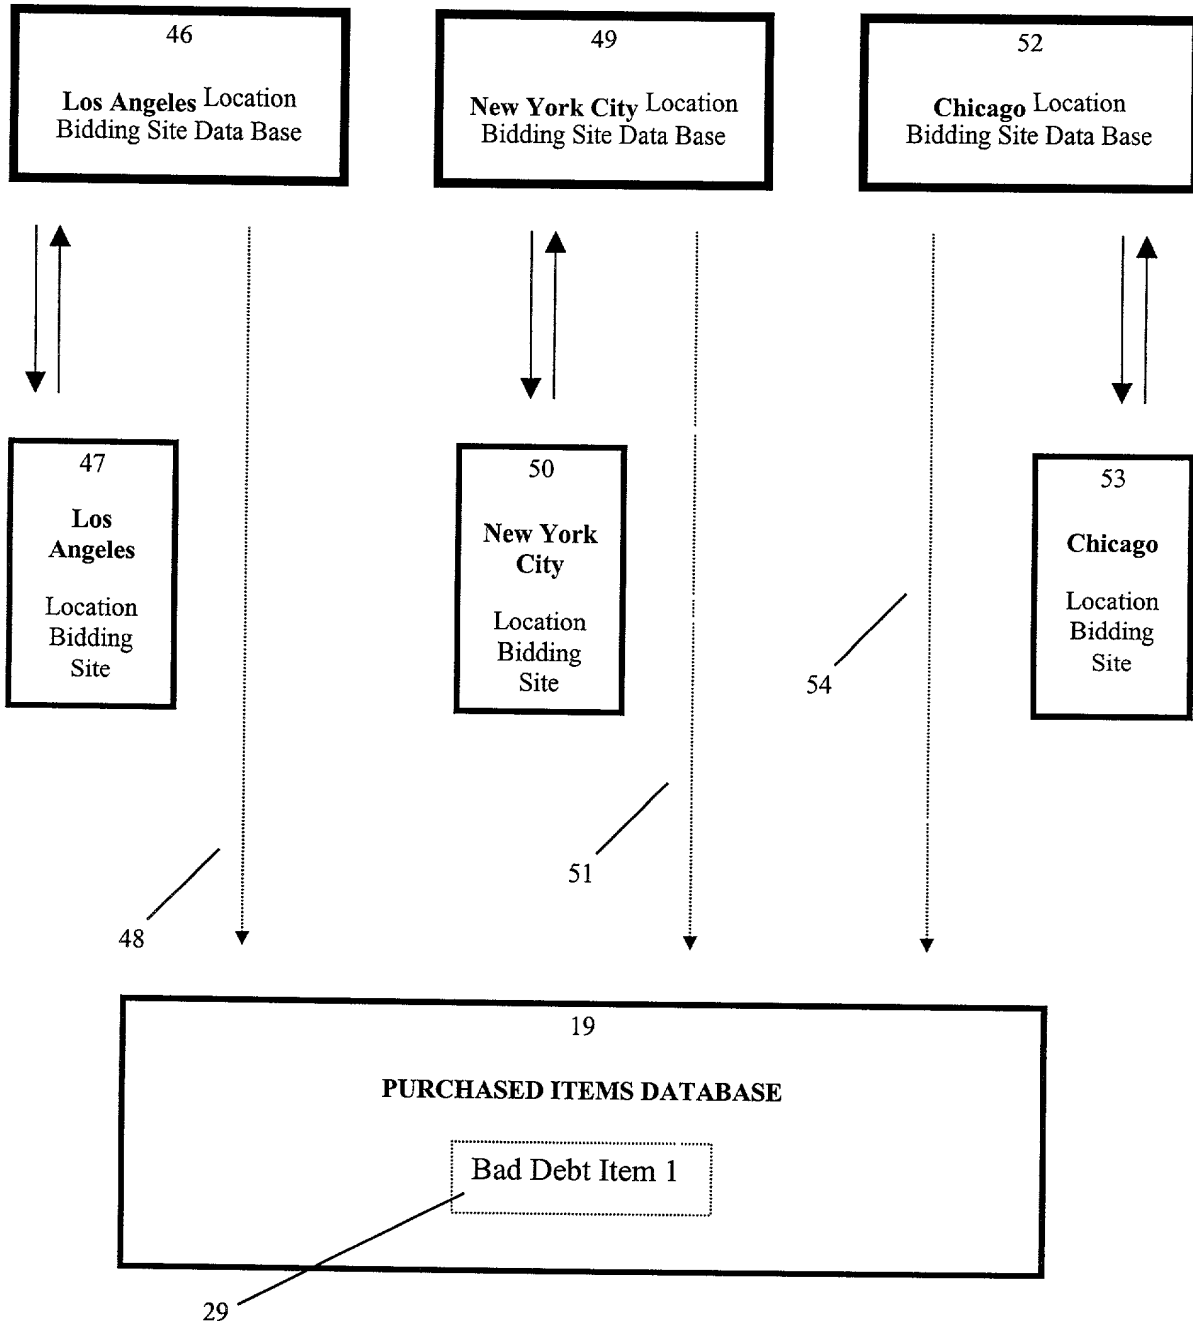 46
Los Angeles Location
Bidding Site Data Base
49
New York City Location
Bidding Site Data Base
52
Chicago Location
Bidding Site Data Base
47
Los
Angeles
Location
Bidding
Site
50
New York
City
Location
Bidding
Site
53
Chicago
Location
Bidding
Site
54
51
48
19
PURCHASED ITEMS DATABASE
Bad Debt Item 1
29